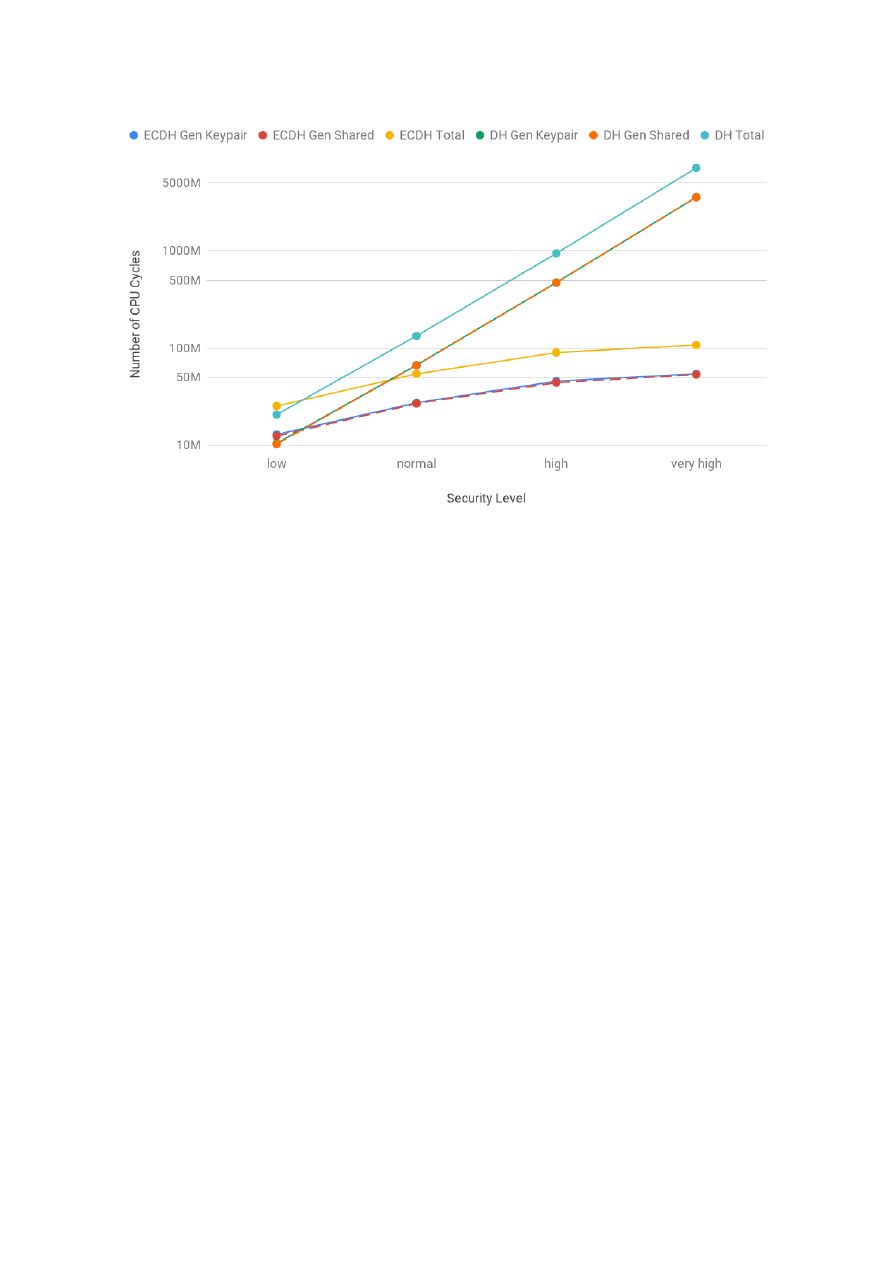 ECDH Gen Keypair ECDH Gen Shared ECDH Total DH Gen Keypair DH Gen Shared DH Total
5000M
1000M
500M
100M
50M
10M
Number of CPU Cycles
low normal high very high
Security Level